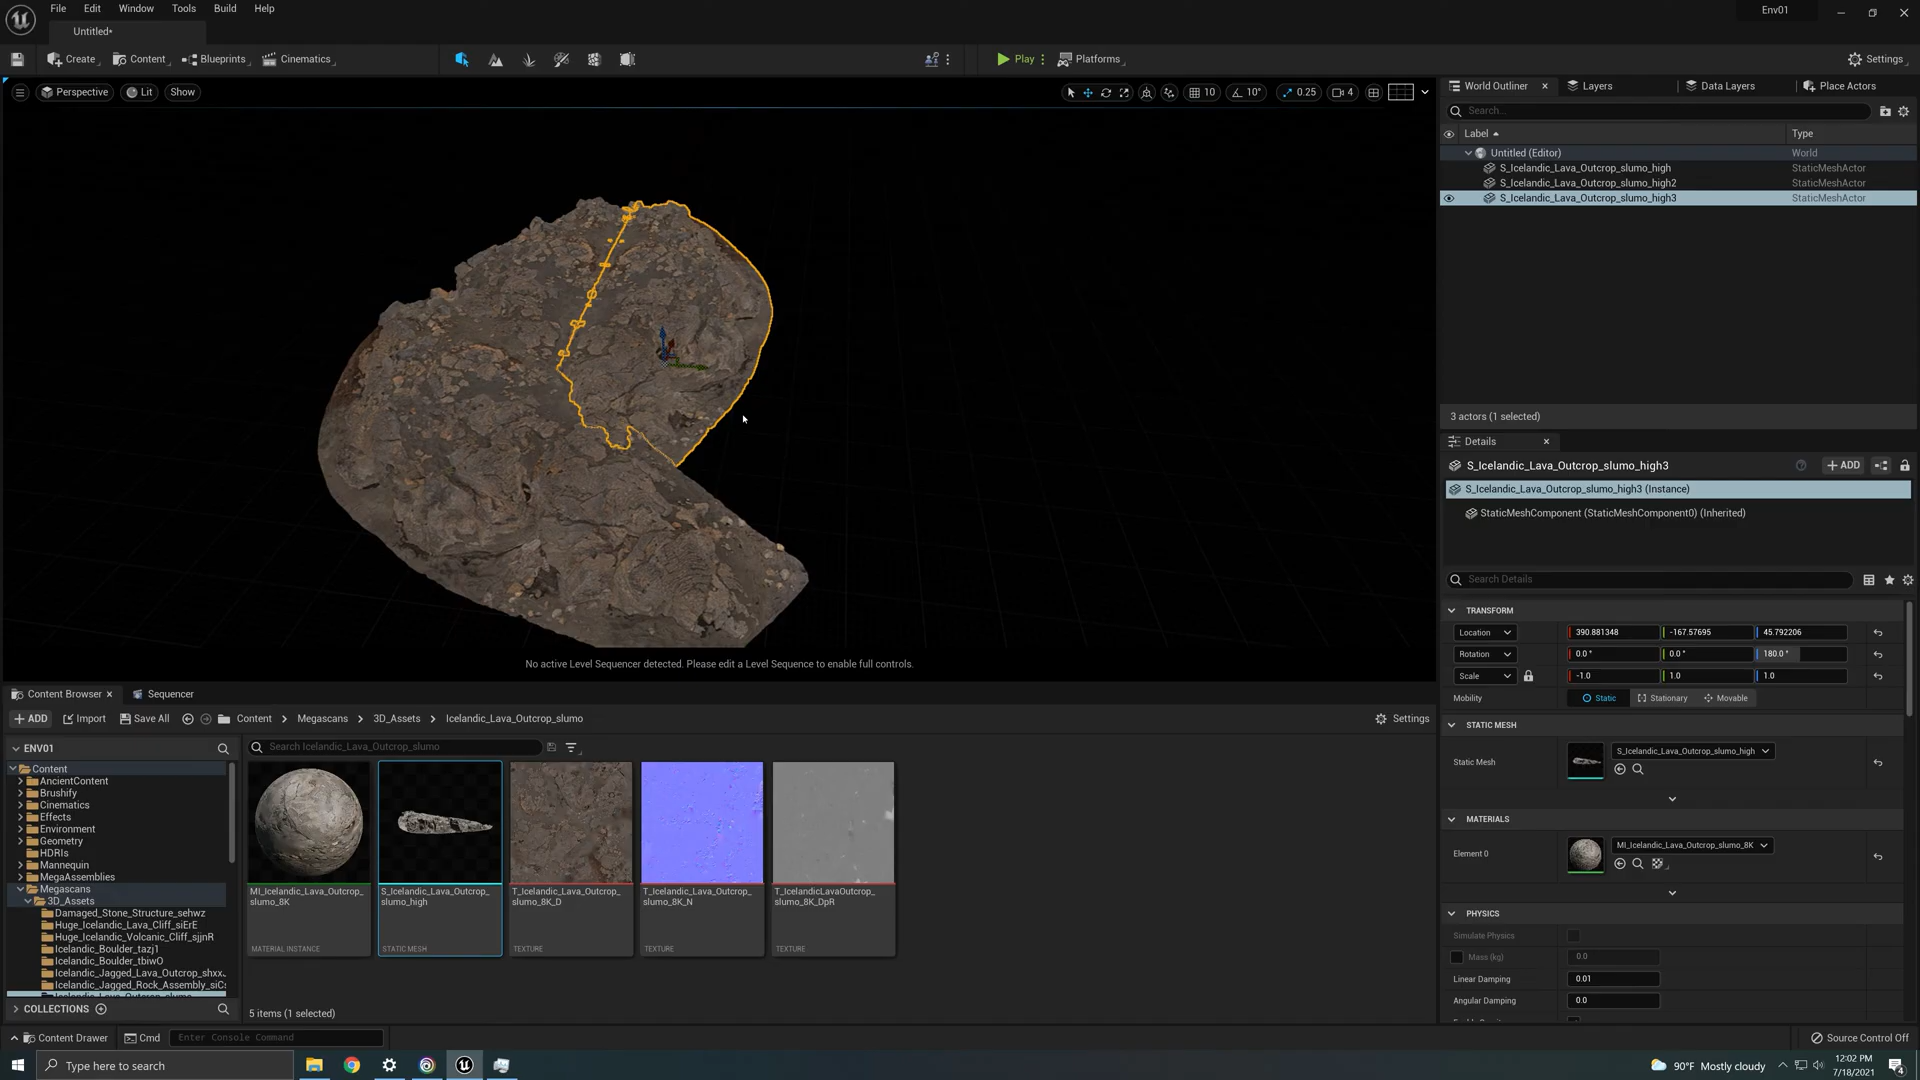 File Edit Window Tools Build Help
Env01
Untitled*
Create Content Blueprints Cinematics
Play Platforms
Settings
Perspective Lit Show
10 10° 0.25 4
World Outliner Layers Data Layers Place Actors
Search...
Label Type
Untitled (Editor) World
S_Icelandic_Lava_Outcrop_slumo_high StaticMeshActor
S_Icelandic_Lava_Outcrop_slumo_high2 StaticMeshActor
S_Icelandic_Lava_Outcrop_slumo_high3 StaticMeshActor
3 actors (1 selected)
Details
S_Icelandic_Lava_Outcrop_slumo_high3
ADD
S_Icelandic_Lava_Outcrop_slumo_high3 (Instance)
StaticMeshComponent (StaticMeshComponent0) (Inherited)
Search Details
TRANSFORM
Location 390.881348 -167.57695 45.792206
Rotation 0.0 ° 0.0 ° 180.0 °
Scale -1.0 1.0 1.0
Mobility Static Stationary Movable
STATIC MESH
Static Mesh S_Icelandic_Lava_Outcrop_slumo_high
MATERIALS
Element 0 MI_Icelandic_Lava_Outcrop_slumo_8K
PHYSICS
Simulate Physics
Mass (kg) 0.0
Linear Damping 0.01
Angular Damping 0.0
No active Level Sequencer detected. Please edit a Level Sequence to enable full controls.
Content Browser Sequencer
ADD Import Save All Content Megascans 3D_Assets Icelandic_Lava_Outcrop_slumo
Settings
ENV01
Search Icelandic_Lava_Outcrop_slumo
Content
AncientContent
Brushify
Cinematics
Effects
Environment
Geometry
HDRIs
Mannequin
MegaAssemblies
Megascans
3D_Assets
Damaged_Stone_Structure_sehwz
Huge_Icelandic_Lava_Cliff_siErE
Huge_Icelandic_Volcanic_Cliff_sjjnR
Icelandic_Boulder_tazj1
Icelandic_Boulder_tbiwO
Icelandic_Jagged_Lava_Outcrop_shxx
Icelandic_Jagged_Rock_Assembly_siC
COLLECTIONS
MI_Icelandic_Lava_Outcrop_
slumo_8K
MATERIAL INSTANCE
S_Icelandic_Lava_Outcrop_
slumo_high
STATIC MESH
T_Icelandic_Lava_Outcrop_
slumo_8K_D
TEXTURE
T_Icelandic_Lava_Outcrop_
slumo_8K_N
TEXTURE
T_IcelandicLavaOutcrop_
slumo_8K_DpR
TEXTURE
5 items (1 selected)
Content Drawer Cmd Enter Console Command
Source Control Off
Type here to search
90°F Mostly cloudy
12:02 PM
7/18/2021
4